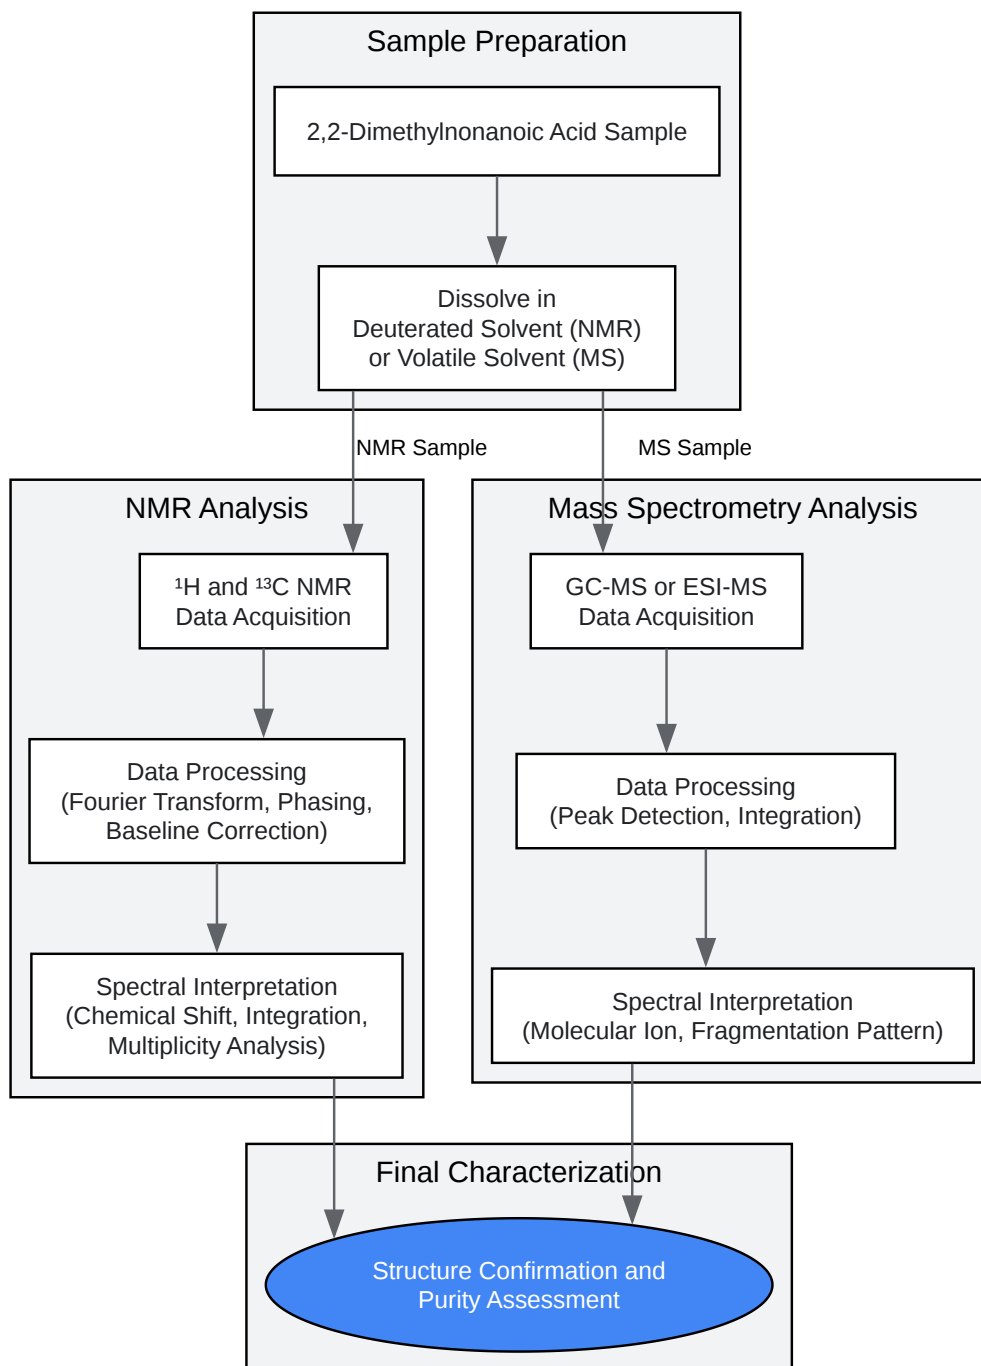 Sample Preparation
2,2-Dimethylnonanoic Acid Sample
Dissolve in
Deuterated Solvent (NMR)
or Volatile Solvent (MS)
NMR Sample
MS Sample
NMR Analysis
¹H and ¹³C NMR
Data Acquisition
Data Processing
(Fourier Transform, Phasing,
Baseline Correction)
Spectral Interpretation
(Chemical Shift, Integration,
Multiplicity Analysis)
Mass Spectrometry Analysis
GC-MS or ESI-MS
Data Acquisition
Data Processing
(Peak Detection, Integration)
Spectral Interpretation
(Molecular Ion, Fragmentation Pattern)
Final Characterization
Structure Confirmation and
Purity Assessment